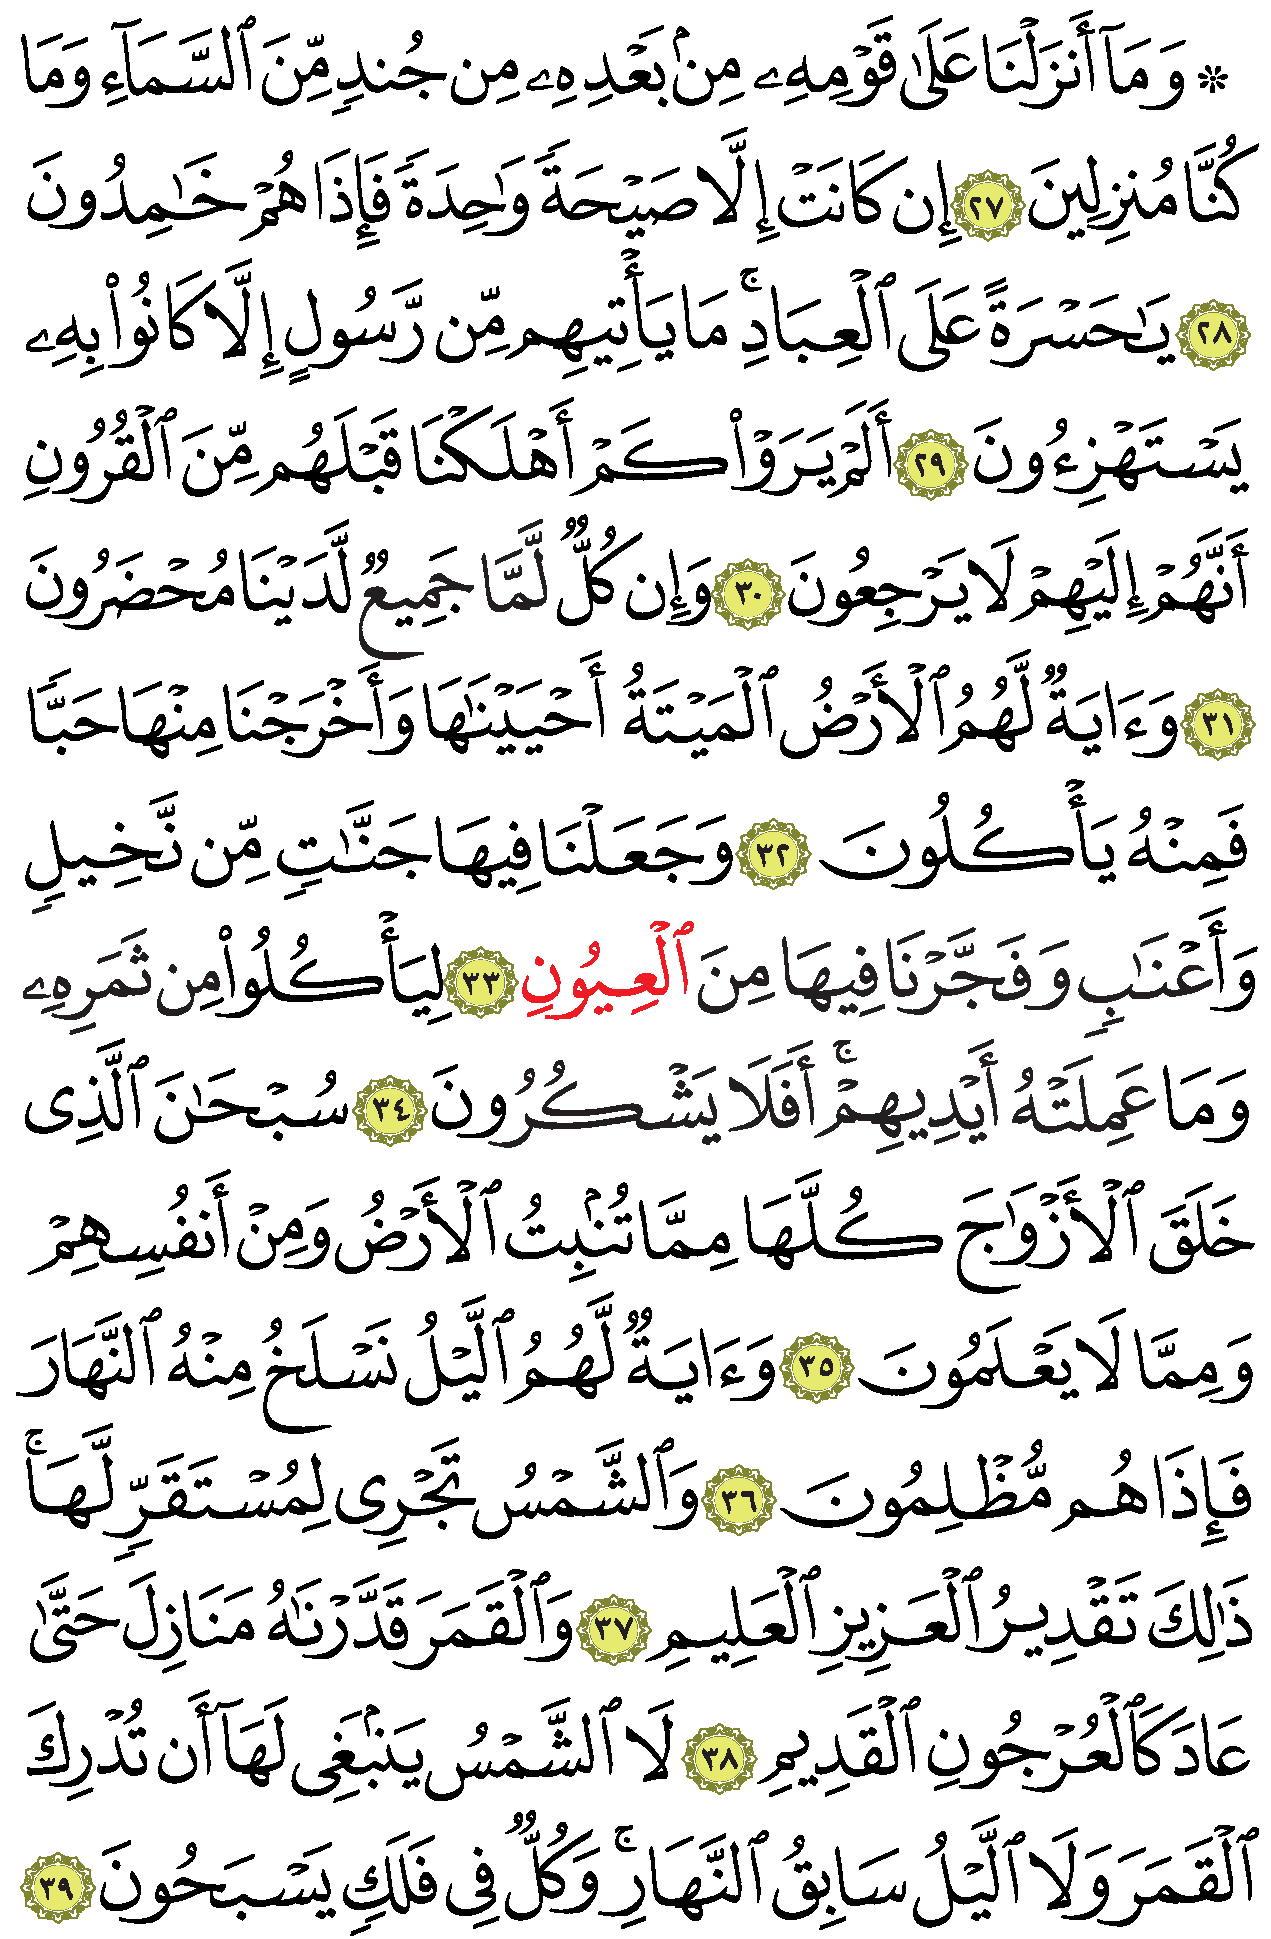 ۞ وَمَآ أَنزَلۡنَا عَلَىٰ قَوۡمِهِۦ مِنۢ بَعۡدِهِۦ مِن جُندٖ مِّنَ ٱلسَّمَآءِ وَمَا
كُنَّا مُنزِلِينَ ٢٧ إِن كَانَتۡ إِلَّا صَيۡحَةٗ وَٰحِدَةٗ فَإِذَا هُمۡ خَٰمِدُونَ
٢٨ يَٰحَسۡرَةً عَلَى ٱلۡعِبَادِۚ مَا يَأۡتِيهِم مِّن رَّسُولٍ إِلَّا كَانُواْ بِهِۦ
يَسۡتَهۡزِءُونَ ٢٩ أَلَمۡ يَرَوۡاْ كَمۡ أَهۡلَكۡنَا قَبۡلَهُم مِّنَ ٱلۡقُرُونِ
أَنَّهُمۡ إِلَيۡهِمۡ لَا يَرۡجِعُونَ ٣٠ وَإِن كُلّٞ لَّمَّا جَمِيعٞ لَّدَيۡنَا مُحۡضَرُونَ
٣١ وَءَايَةٞ لَّهُمُ ٱلۡأَرۡضُ ٱلۡمَيۡتَةُ أَحۡيَيۡنَٰهَا وَأَخۡرَجۡنَا مِنۡهَا حَبّٗا
فَمِنۡهُ يَأۡكُلُونَ ٣٢ وَجَعَلۡنَا فِيهَا جَنَّٰتٖ مِّن نَّخِيلٖ
وَأَعۡنَٰبٖ وَفَجَّرۡنَا فِيهَا مِنَ ٱلۡعِيُونِ ٣٣ لِيَأۡكُلُواْ مِن ثَمَرِهِۦ
وَمَا عَمِلَتۡهُ أَيۡدِيهِمۡۚ أَفَلَا يَشۡكُرُونَ ٣٤ سُبۡحَٰنَ ٱلَّذِي
خَلَقَ ٱلۡأَزۡوَٰجَ كُلَّهَا مِمَّا تُنۢبِتُ ٱلۡأَرۡضُ وَمِنۡ أَنفُسِهِمۡ
وَمِمَّا لَا يَعۡلَمُونَ ٣٥ وَءَايَةٞ لَّهُمُ ٱلَّيۡلُ نَسۡلَخُ مِنۡهُ ٱلنَّهَارَ
فَإِذَا هُم مُّظۡلِمُونَ ٣٦ وَٱلشَّمۡسُ تَجۡرِي لِمُسۡتَقَرّٖ لَّهَاۚ
ذَٰلِكَ تَقۡدِيرُ ٱلۡعَزِيزِ ٱلۡعَلِيمِ ٣٧ وَٱلۡقَمَرَ قَدَّرۡنَٰهُ مَنَازِلَ حَتَّىٰ
عَادَ كَٱلۡعُرۡجُونِ ٱلۡقَدِيمِ ٣٨ لَا ٱلشَّمۡسُ يَنۢبَغِي لَهَآ أَن تُدۡرِكَ
ٱلۡقَمَرَ وَلَا ٱلَّيۡلُ سَابِقُ ٱلنَّهَارِۚ وَكُلّٞ فِي فَلَكٖ يَسۡبَحُونَ ٣٩